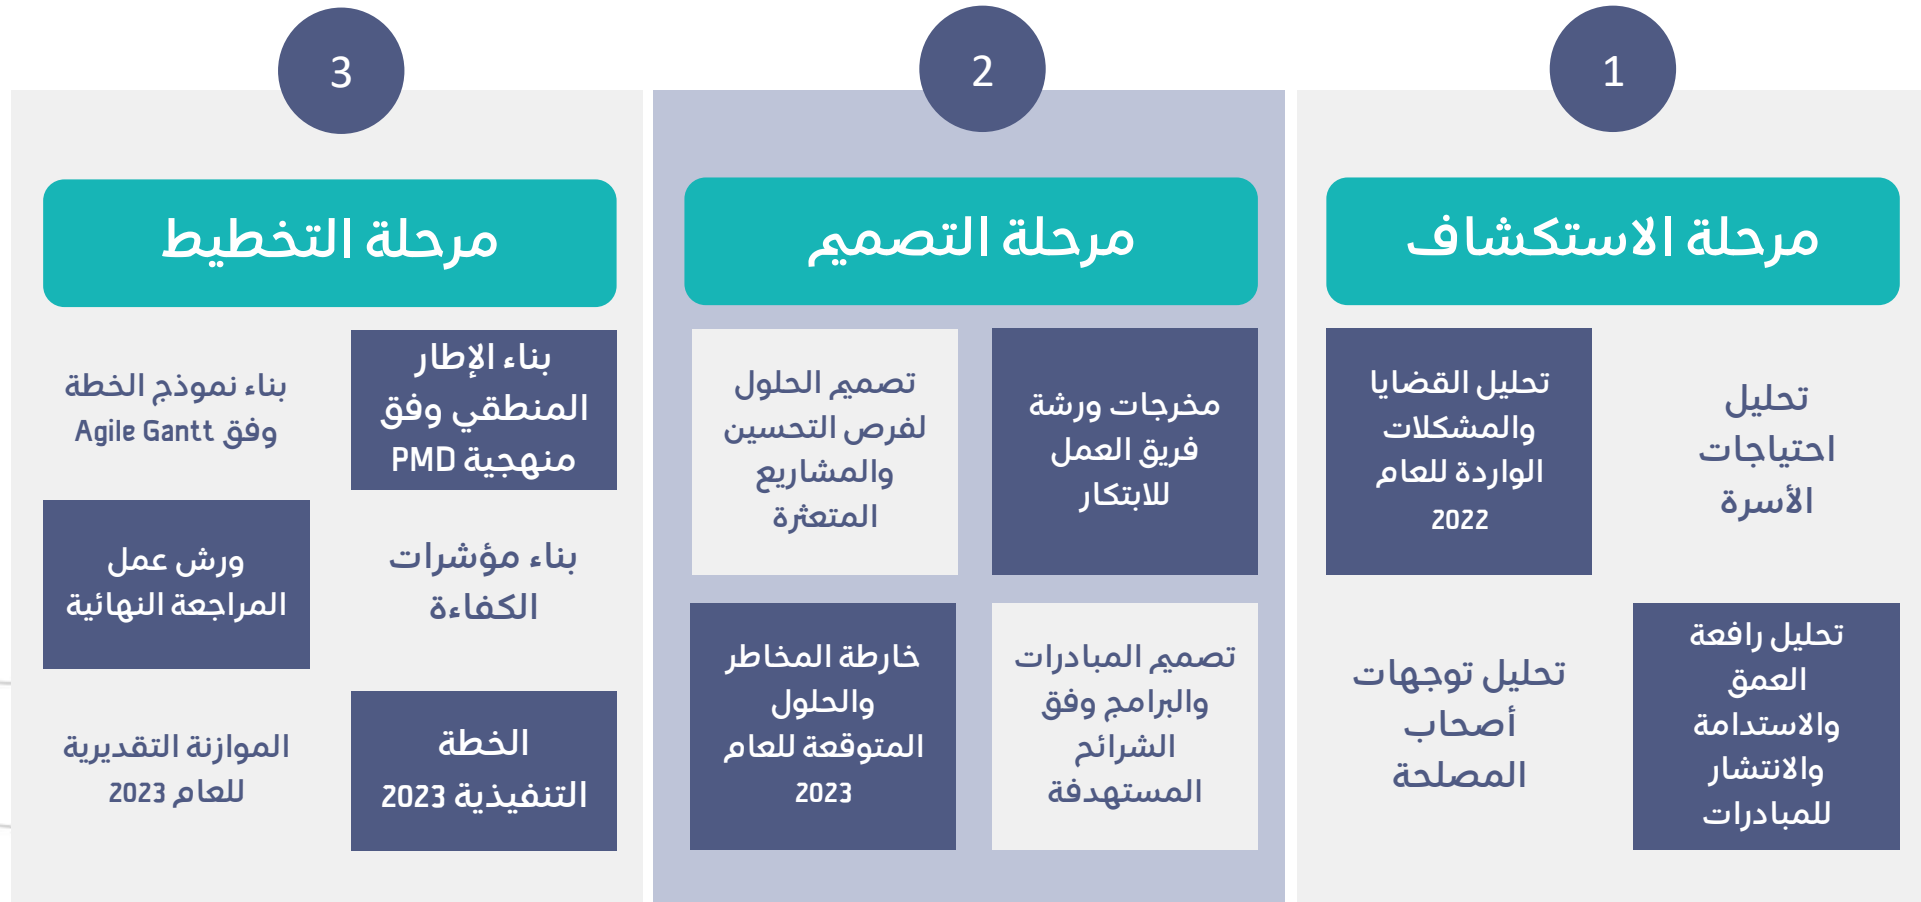 1
مرحلة الاستكشاف
تحليل
احتياجات
الأسرة
تحليل القضايا
والمشكلات
الواردة للعام
2022
تحليل رافعة
العمق
والاستدامة
والانتشار
للمبادرات
تحليل توجهات
أصحاب
المصلحة
2
مرحلة التصميم
مخرجات ورشة
فريق العمل
للابتكار
تصميم الحلول
لفرص التحسين
والمشاريع
المتعثرة
تصميم المبادرات
والبرامج وفق
الشرائح
المستهدفة
خارطة المخاطر
والحلول
المتوقعة للعام
2023
3
مرحلة التخطيط
بناء الإطار
المنطقي وفق
منهجية PMD
بناء نموذج الخطة
وفق Agile Gantt
بناء مؤشرات
الكفاءة
ورش عمل
المراجعة النهائية
الخطة
التنفيذية 2023
الموازنة التقديرية
للعام 2023